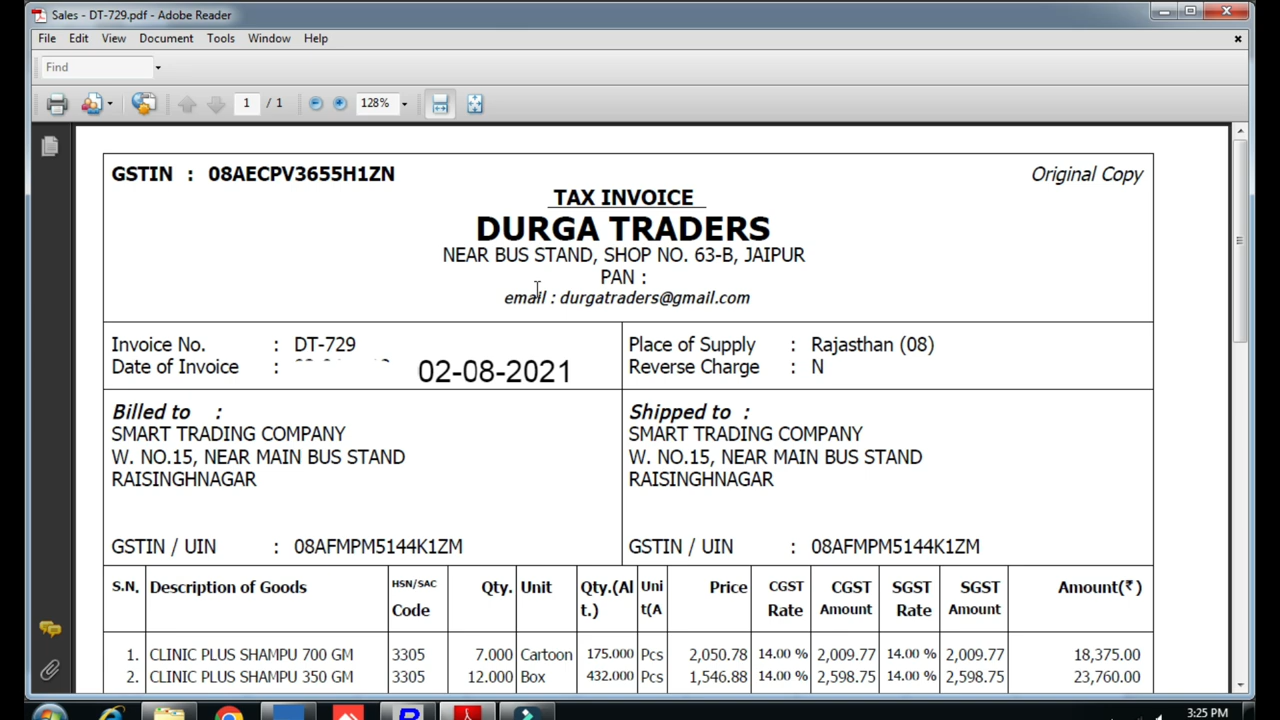 Sales - DT-729.pdf - Adobe Reader
File Edit View Document Tools Window Help
Find
1 / 1 128%
GSTIN : 08AECPV3655H1ZN Original Copy
TAX INVOICE
DURGA TRADERS
NEAR BUS STAND, SHOP NO. 63-B, JAIPUR
PAN :
email : durgatraders@gmail.com
Invoice No. : DT-729 Place of Supply : Rajasthan (08)
Date of Invoice : 02-08-2021 Reverse Charge : N
Billed to : Shipped to :
SMART TRADING COMPANY SMART TRADING COMPANY
W. NO.15, NEAR MAIN BUS STAND W. NO.15, NEAR MAIN BUS STAND
RAISINGHNAGAR RAISINGHNAGAR
GSTIN / UIN : 08AFMPM5144K1ZM GSTIN / UIN : 08AFMPM5144K1ZM
S.N. Description of Goods HSN/SAC Qty. Unit Qty.(Al Uni Price CGST CGST SGST SGST Amount(₹)
Code t.) t(A Rate Amount Rate Amount
1. CLINIC PLUS SHAMPU 700 GM 3305 7.000 Cartoon 175.000 Pcs 2,050.78 14.00 % 2,009.77 14.00 % 2,009.77 18,375.00
2. CLINIC PLUS SHAMPU 350 GM 3305 12.000 Box 432.000 Pcs 1,546.88 14.00 % 2,598.75 14.00 % 2,598.75 23,760.00
3:25 PM